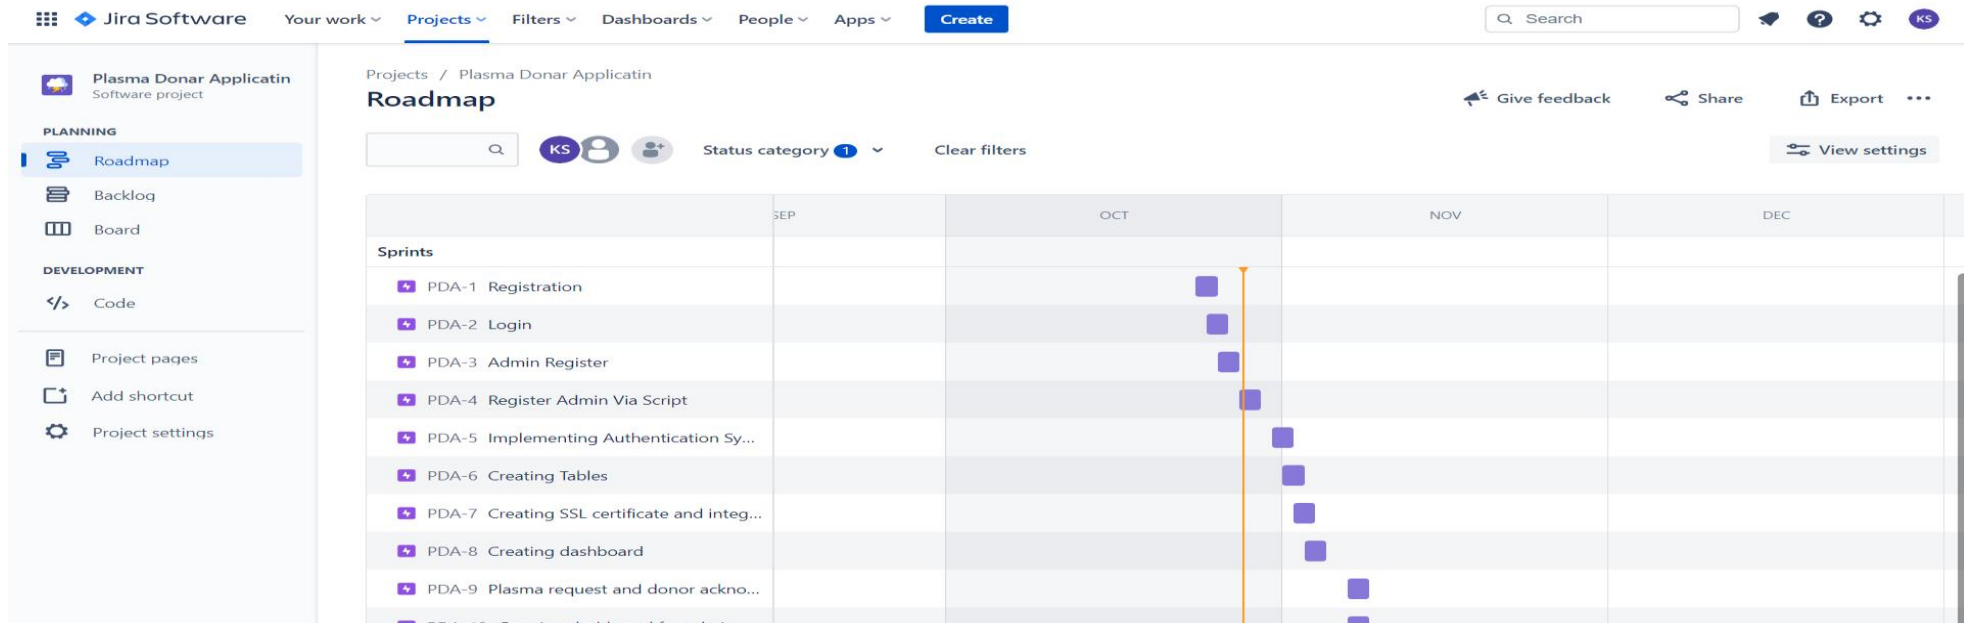 Jira Software Your work Projects Filters Dashboards People Apps Create Search KS
Plasma Donar Applicatin
Software project
PLANNING
Roadmap
Backlog
Board
DEVELOPMENT
Code
Project pages
Add shortcut
Project settings
Projects / Plasma Donar Applicatin
Roadmap
Give feedback Share Export
KS Status category 1 Clear filters View settings
SEP OCT NOV DEC
Sprints
PDA-1 Registration
PDA-2 Login
PDA-3 Admin Register
PDA-4 Register Admin Via Script
PDA-5 Implementing Authentication Sy...
PDA-6 Creating Tables
PDA-7 Creating SSL certificate and integ...
PDA-8 Creating dashboard
PDA-9 Plasma request and donor ackno...